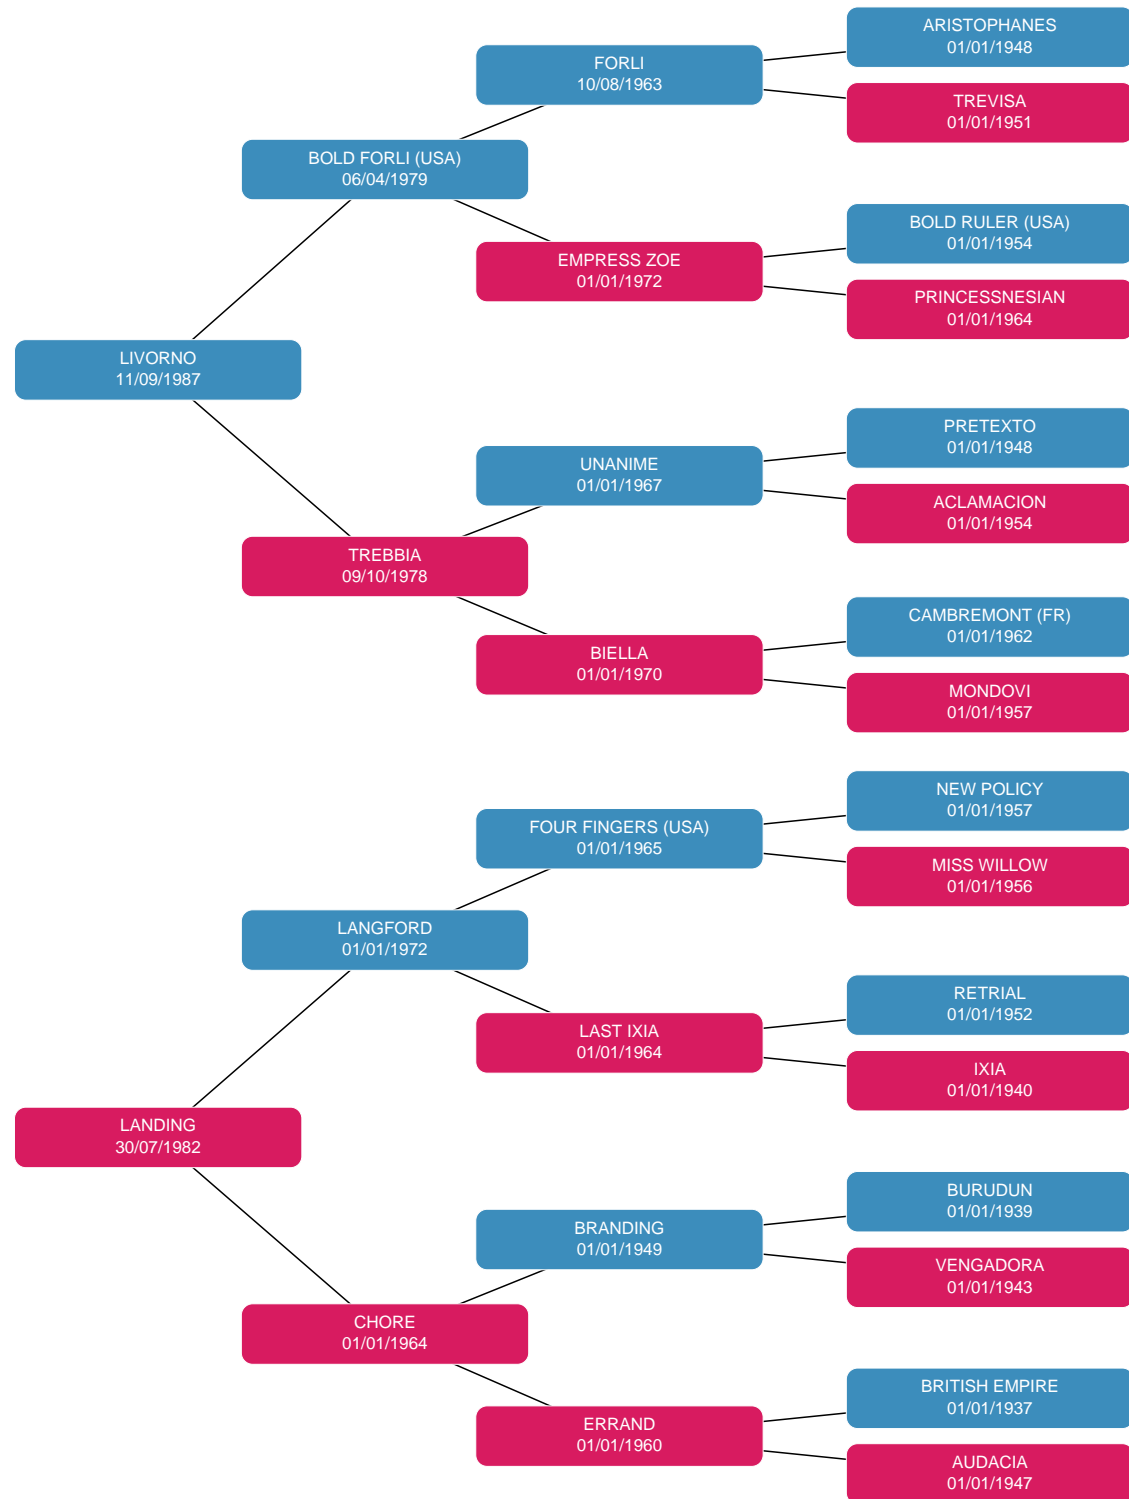 ARISTOPHANES
01/01/1948
FORLI
10/08/1963
TREVISA
01/01/1951
BOLD FORLI (USA)
06/04/1979
BOLD RULER (USA)
01/01/1954
EMPRESS ZOE
01/01/1972
PRINCESSNESIAN
01/01/1964
LIVORNO
11/09/1987
PRETEXTO
01/01/1948
UNANIME
01/01/1967
ACLAMACION
01/01/1954
TREBBIA
09/10/1978
CAMBREMONT (FR)
01/01/1962
BIELLA
01/01/1970
MONDOVI
01/01/1957
NEW POLICY
01/01/1957
FOUR FINGERS (USA)
01/01/1965
MISS WILLOW
01/01/1956
LANGFORD
01/01/1972
RETRIAL
01/01/1952
LAST IXIA
01/01/1964
IXIA
01/01/1940
LANDING
30/07/1982
BURUDUN
01/01/1939
BRANDING
01/01/1949
VENGADORA
01/01/1943
CHORE
01/01/1964
BRITISH EMPIRE
01/01/1937
ERRAND
01/01/1960
AUDACIA
01/01/1947